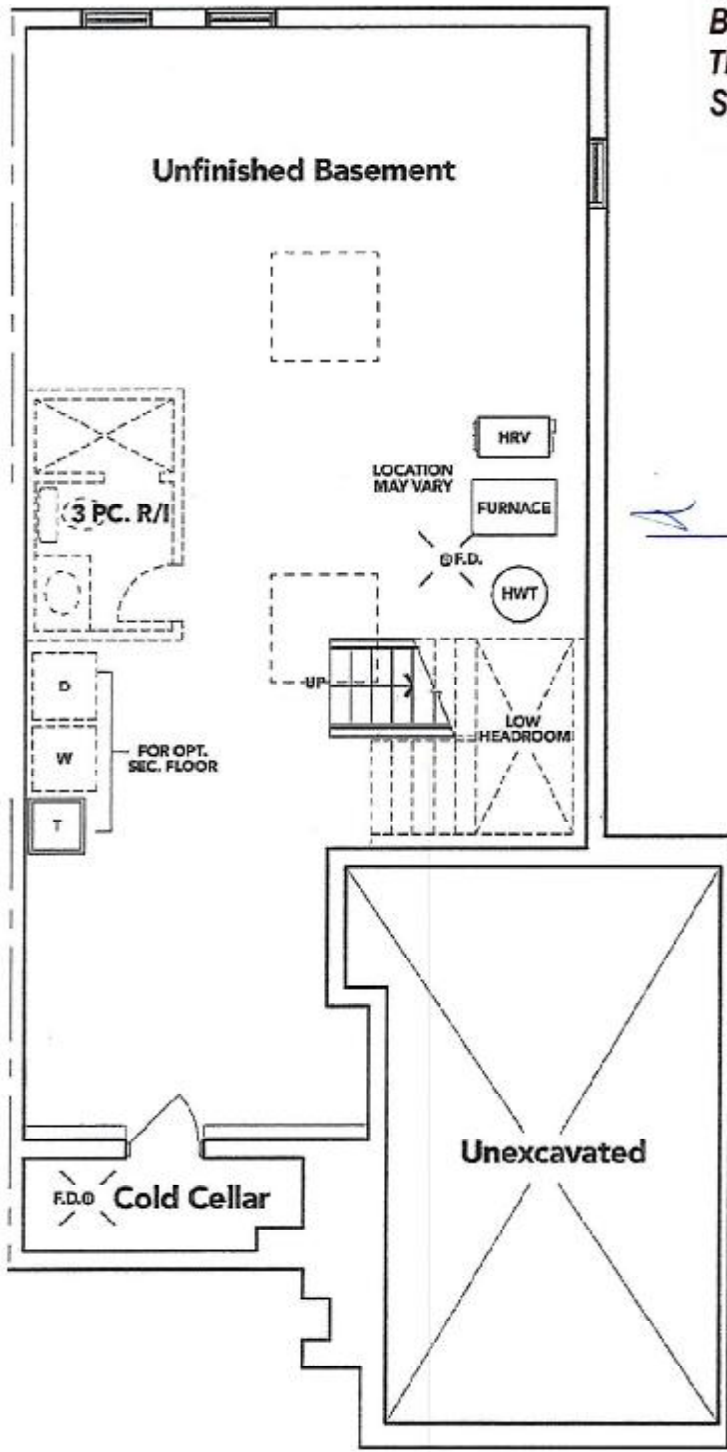 B
T
S
Unfinished Basement
HRV
LOCATION
MAY VARY
FURNACE
3 PC. R/I
F.D.
HWT
UP
LOW
HEADROOM
D
W
T
FOR OPT.
SEC. FLOOR
Unexcavated
F.D. Cold Cellar